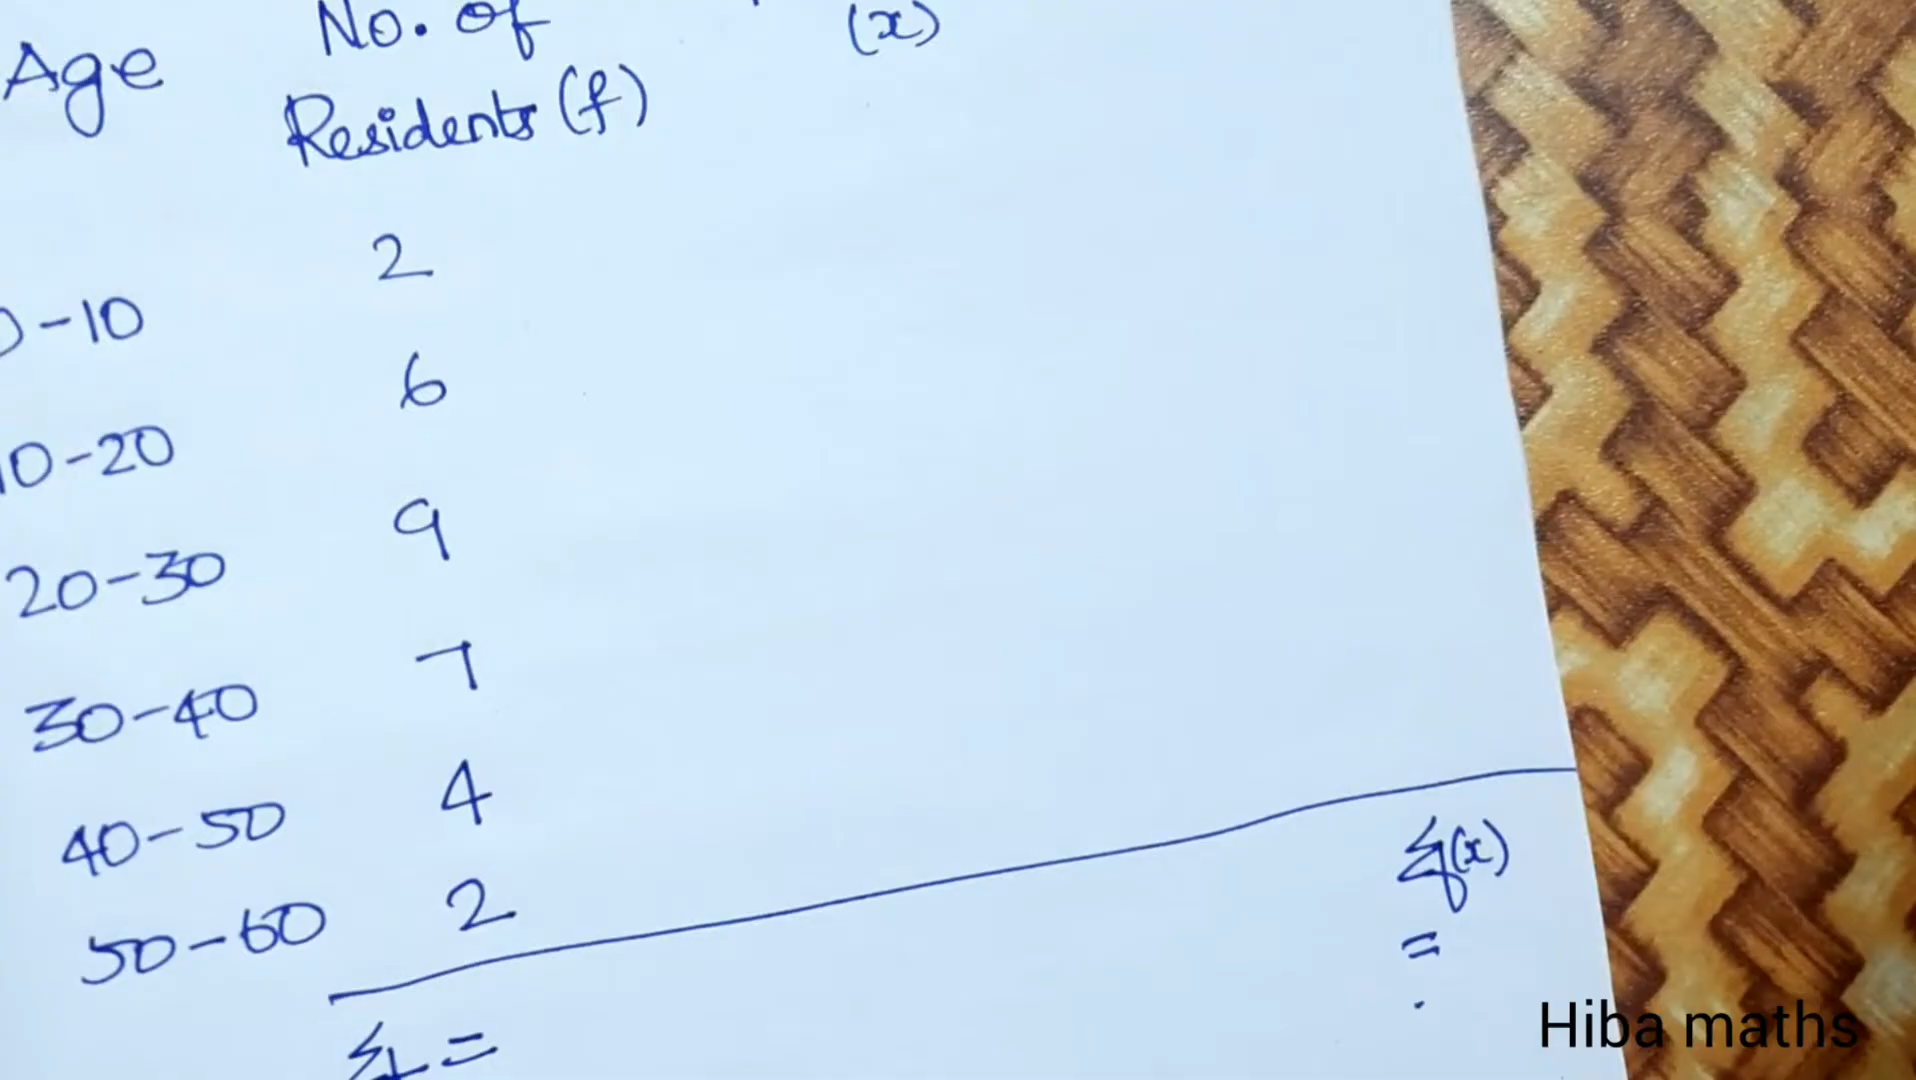 Age No. of Residents (f) (x)
0-10 2
10-20 6
20-30 9
30-40 7
40-50 4
50-60 2
Σf = Σf(x) =
Hiba maths